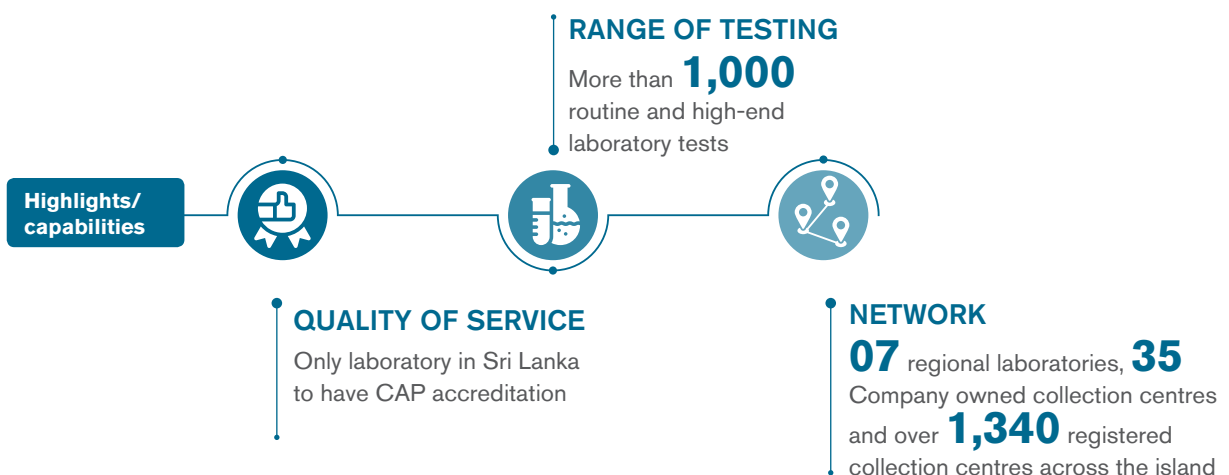 Highlights/
capabilities
QUALITY OF SERVICE
Only laboratory in Sri Lanka
to have CAP accreditation
RANGE OF TESTING
More than 1,000
routine and high-end
laboratory tests
NETWORK
07 regional laboratories, 35
Company owned collection centres
and over 1,340 registered
collection centres across the island